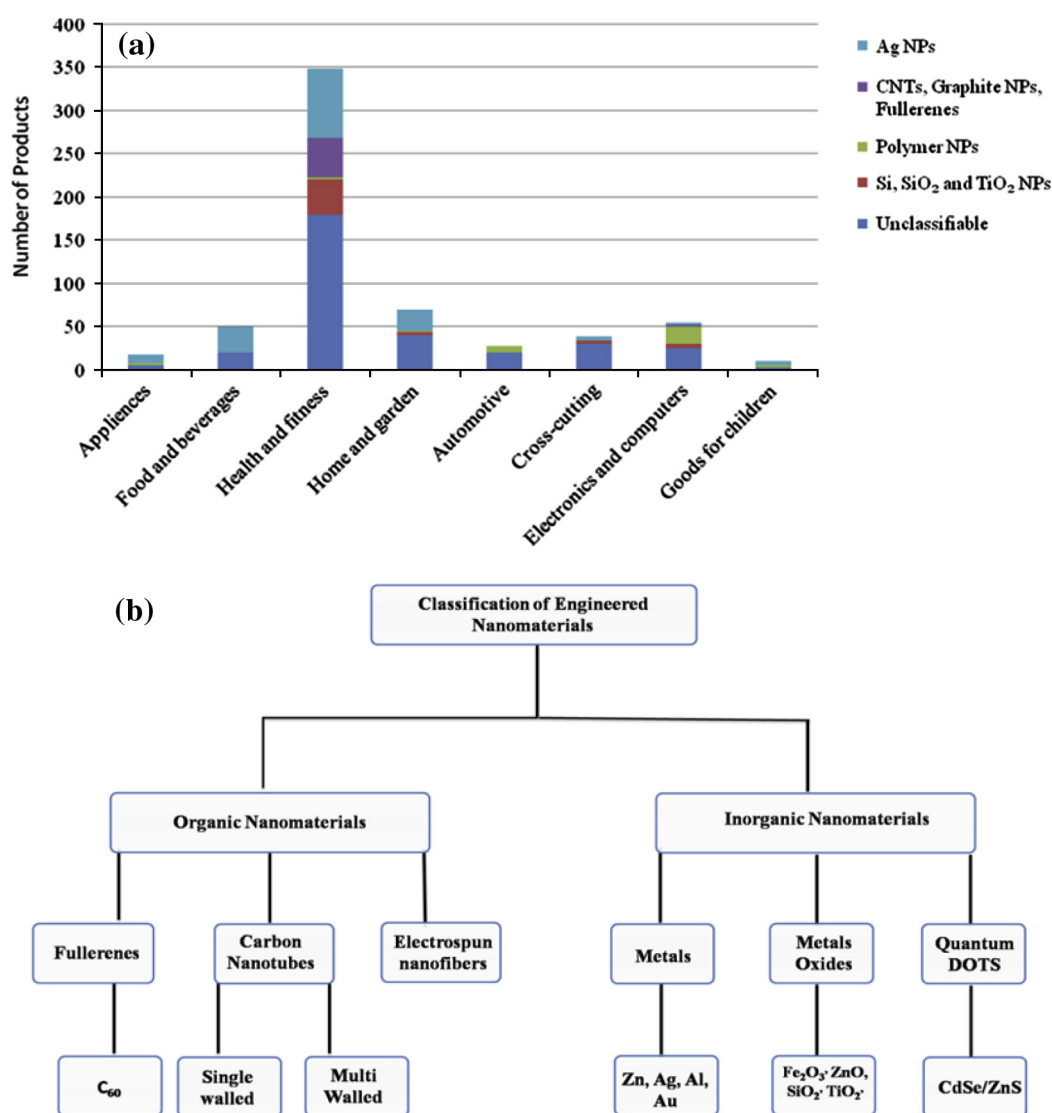 (a)
400
350
300
250
200
150
100
50
0
Number of Products
Appliences
Food and beverages
Health and fitness
Home and garden
Automotive
Cross-cutting
Electronics and computers
Goods for children
Ag NPs
CNTs, Graphite NPs,
Fullerenes
Polymer NPs
Si, SiO₂ and TiO₂ NPs
Unclassifiable
(b)
Classification of Engineered
Nanomaterials
Organic Nanomaterials
Inorganic Nanomaterials
Fullerenes
Carbon
Nanotubes
Electrospun
nanofibers
Metals
Metals
Oxides
Quantum
DOTS
C₆₀
Single
walled
Multi
Walled
Zn, Ag, Al,
Au
Fe₂O₃, ZnO,
SiO₂, TiO₂,
CdSe/ZnS